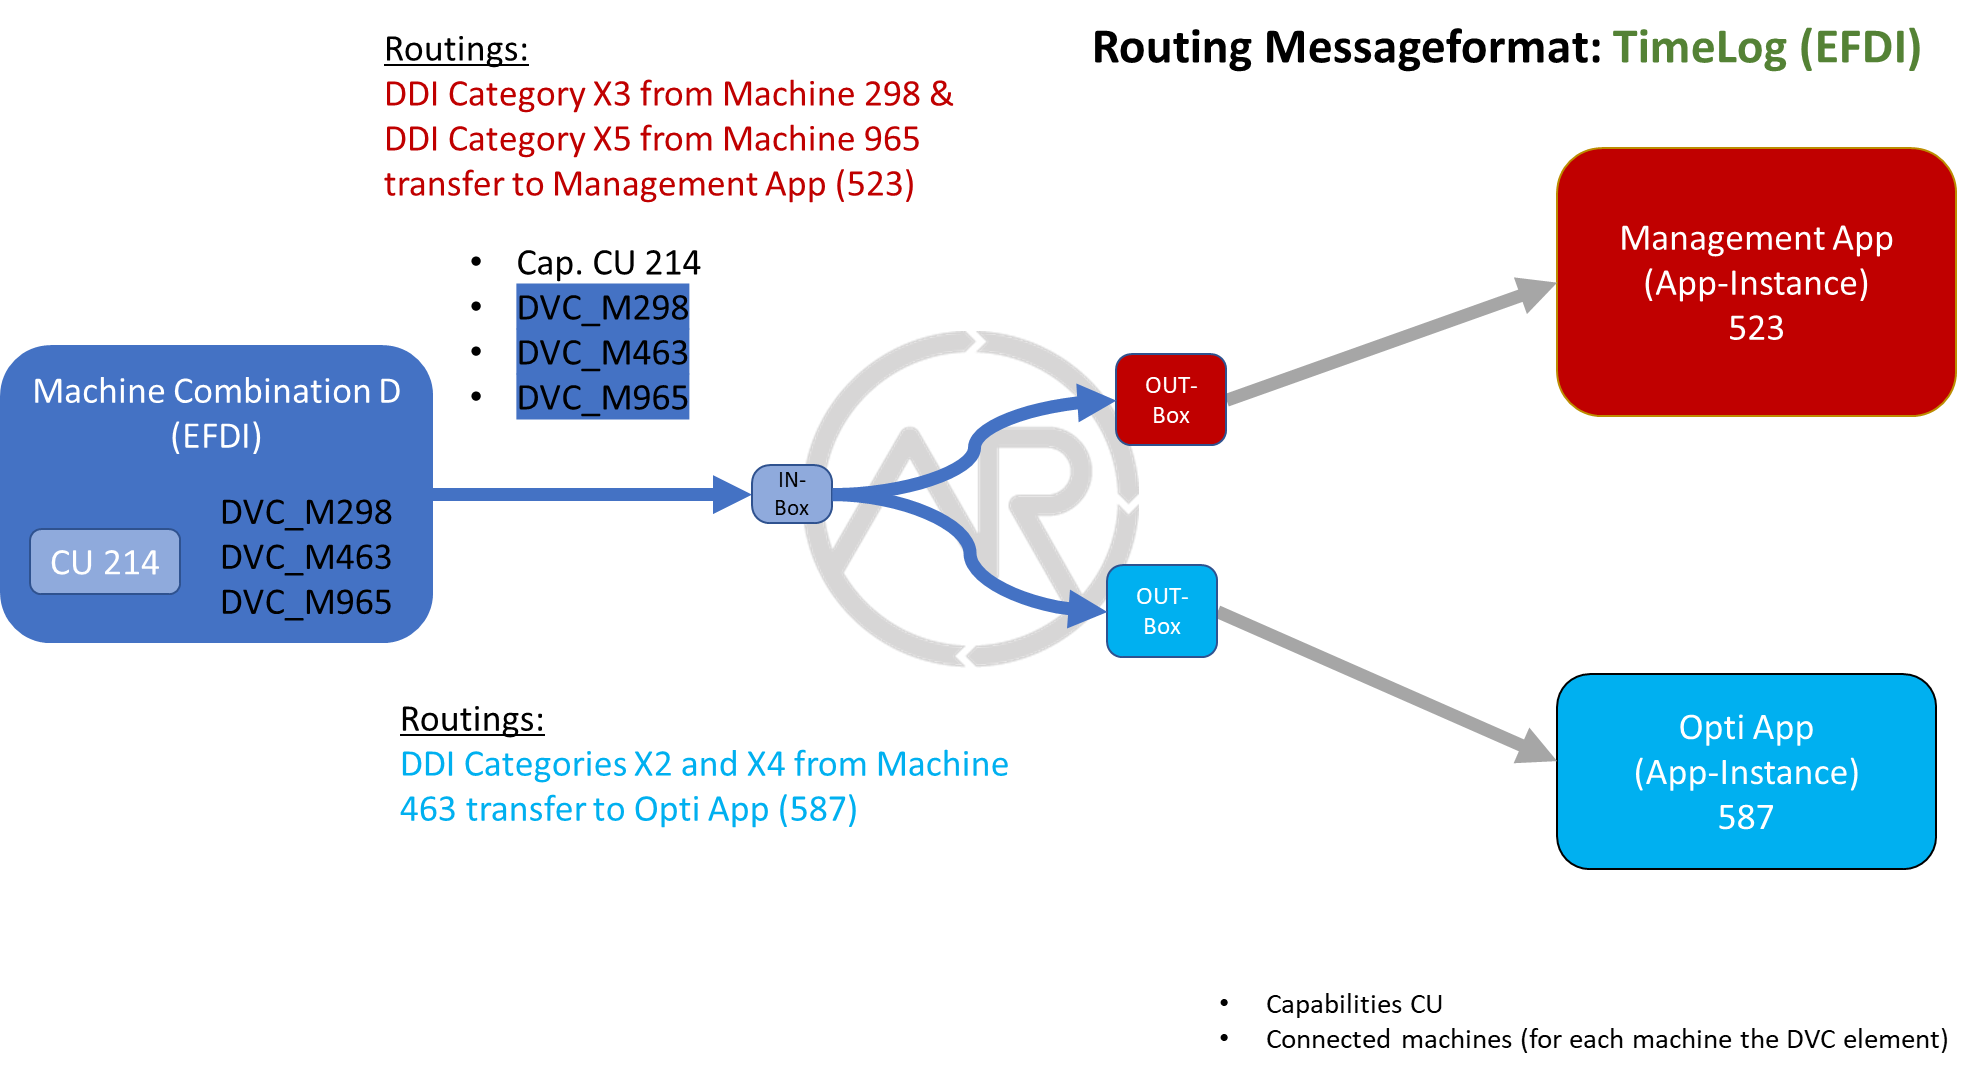 Routing Messageformat: TimeLog (EFDI)
Routings:
DDI Category X3 from Machine 298 &
DDI Category X5 from Machine 965
transfer to Management App (523)
• Cap. CU 214
• DVC_M298
• DVC_M463
• DVC_M965
Machine Combination D
(EFDI)
CU 214
DVC_M298
DVC_M463
DVC_M965
IN-
Box
AR
OUT-
Box
OUT-
Box
Management App
(App-Instance)
523
Opti App
(App-Instance)
587
Routings:
DDI Categories X2 and X4 from Machine
463 transfer to Opti App (587)
• Capabilities CU
• Connected machines (for each machine the DVC element)